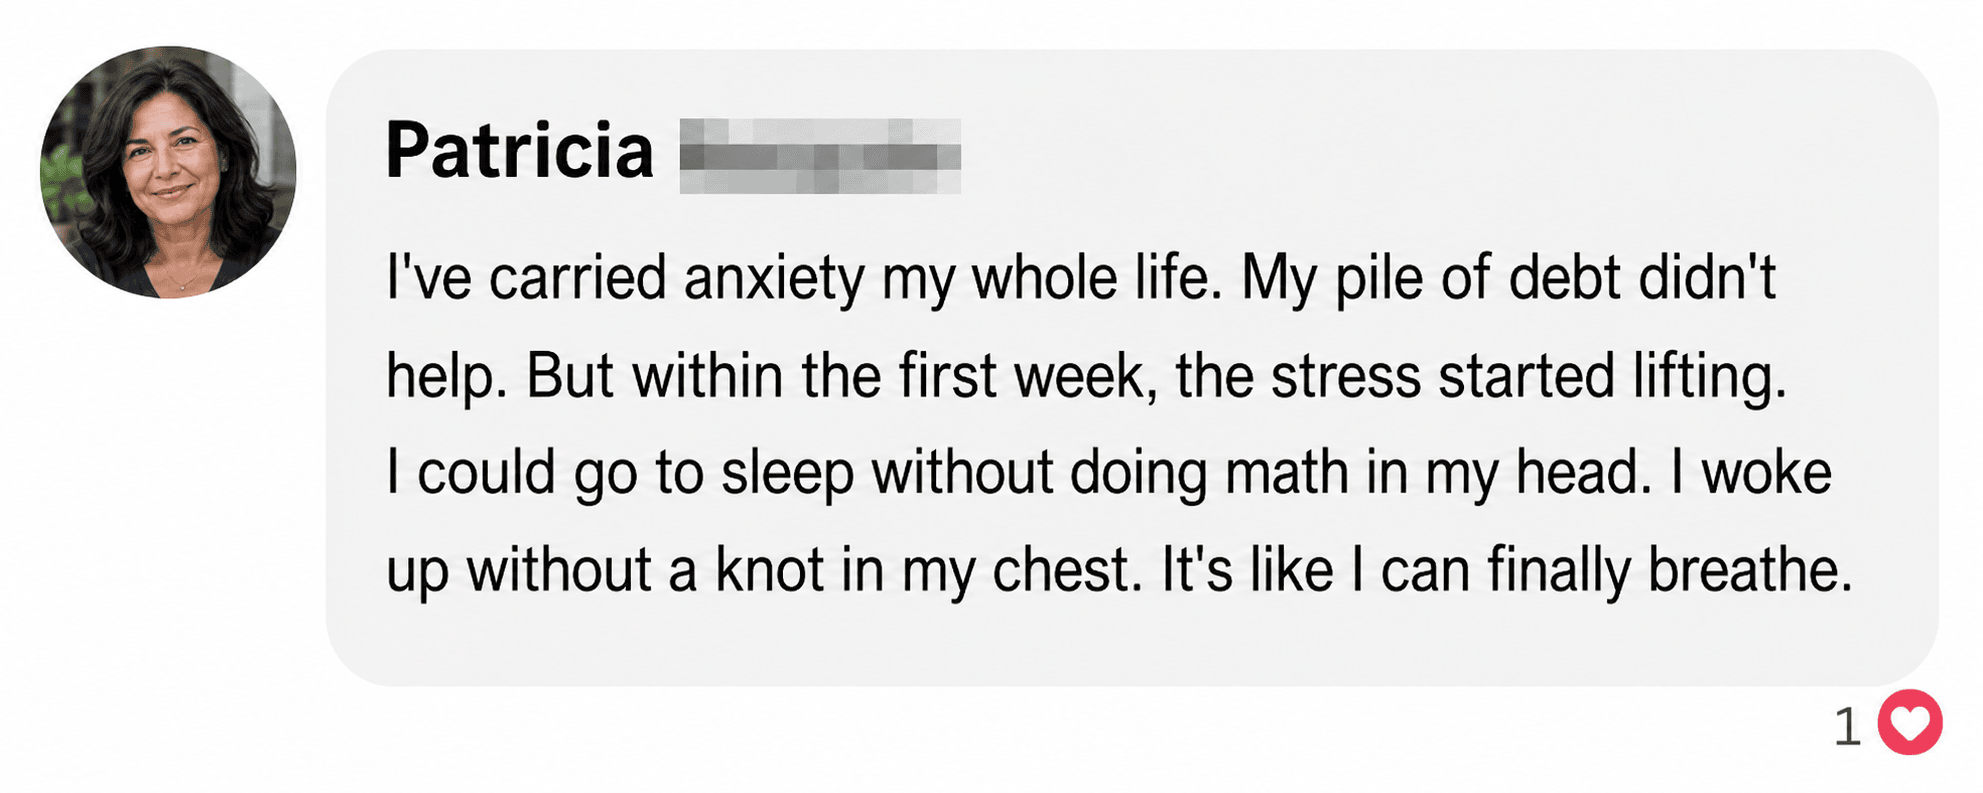 Patricia
I've carried anxiety my whole life. My pile of debt didn't
help. But within the first week, the stress started lifting.
I could go to sleep without doing math in my head. I woke
up without a knot in my chest. It's like I can finally breathe.
1